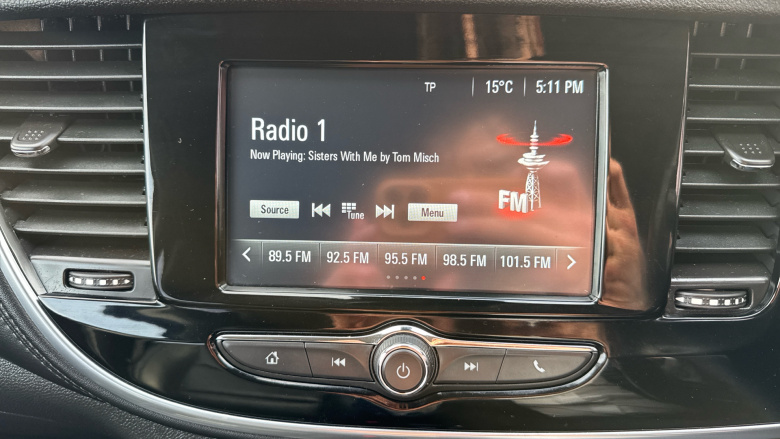 TP 15°C 5:11 PM
Radio 1
Now Playing: Sisters With Me by Tom Misch
FM
Source Tune Menu
89.5 FM 92.5 FM 95.5 FM 98.5 FM 101.5 FM